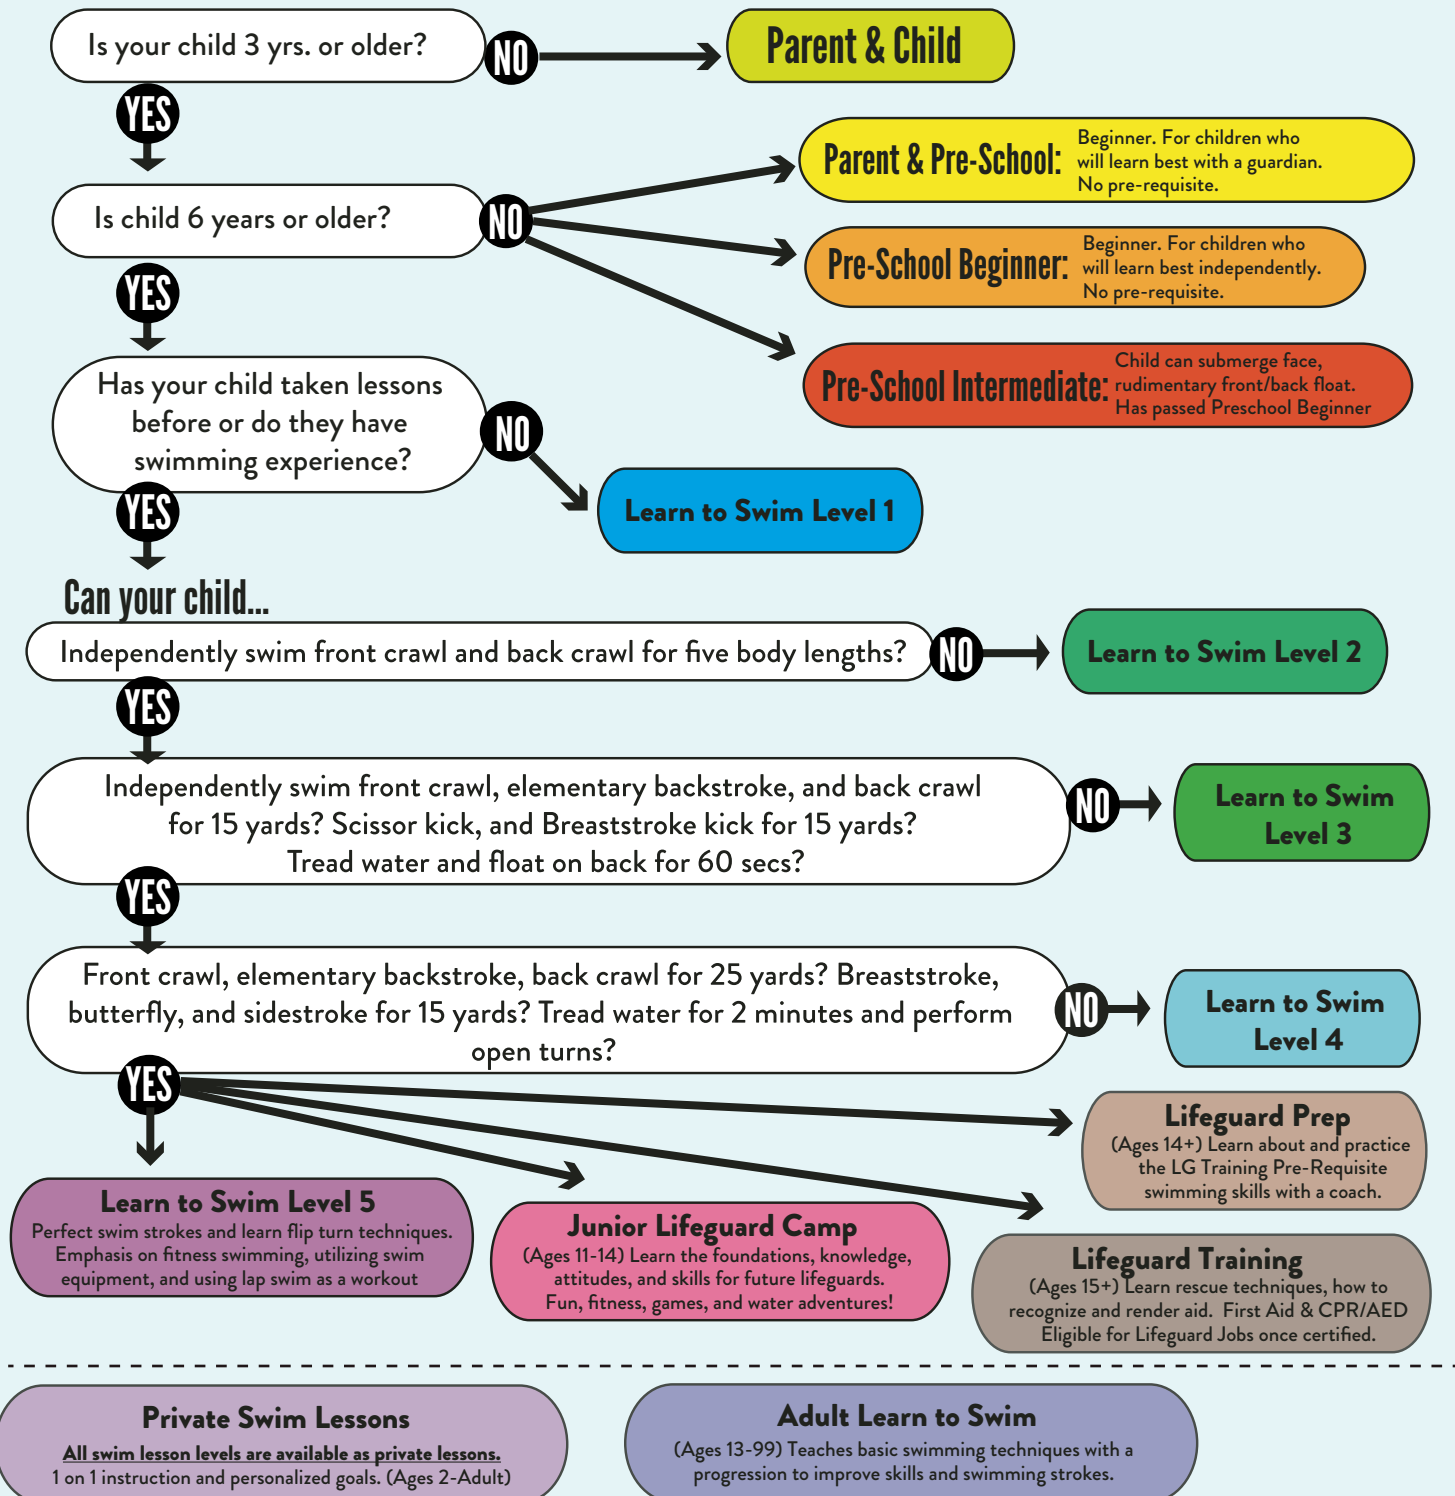 Is your child 3 yrs. or older?
NO
Parent & Child
YES
Is child 6 years or older?
NO
Parent & Pre-School:
Beginner. For children who
will learn best with a guardian.
No pre-requisite.
Pre-School Beginner:
Beginner. For children who
will learn best independently.
No pre-requisite.
Pre-School Intermediate:
Child can submerge face,
rudimentary front/back float.
Has passed Preschool Beginner
YES
Has your child taken lessons
before or do they have
swimming experience?
NO
Learn to Swim Level 1
YES
Can your child...
Independently swim front crawl and back crawl for five body lengths?
NO
Learn to Swim Level 2
YES
Independently swim front crawl, elementary backstroke, and back crawl
for 15 yards? Scissor kick, and Breaststroke kick for 15 yards?
Tread water and float on back for 60 secs?
NO
Learn to Swim
Level 3
YES
Front crawl, elementary backstroke, back crawl for 25 yards? Breaststroke,
butterfly, and sidestroke for 15 yards? Tread water for 2 minutes and perform
open turns?
NO
Learn to Swim
Level 4
YES
Lifeguard Prep
(Ages 14+) Learn about and practice
the LG Training Pre-Requisite
swimming skills with a coach.
Learn to Swim Level 5
Perfect swim strokes and learn flip turn techniques.
Emphasis on fitness swimming, utilizing swim
equipment, and using lap swim as a workout
Junior Lifeguard Camp
(Ages 11-14) Learn the foundations, knowledge,
attitudes, and skills for future lifeguards.
Fun, fitness, games, and water adventures!
Lifeguard Training
(Ages 15+) Learn rescue techniques, how to
recognize and render aid. First Aid & CPR/AED
Eligible for Lifeguard Jobs once certified.
Private Swim Lessons
All swim lesson levels are available as private lessons.
1 on 1 instruction and personalized goals. (Ages 2-Adult)
Adult Learn to Swim
(Ages 13-99) Teaches basic swimming techniques with a
progression to improve skills and swimming strokes.